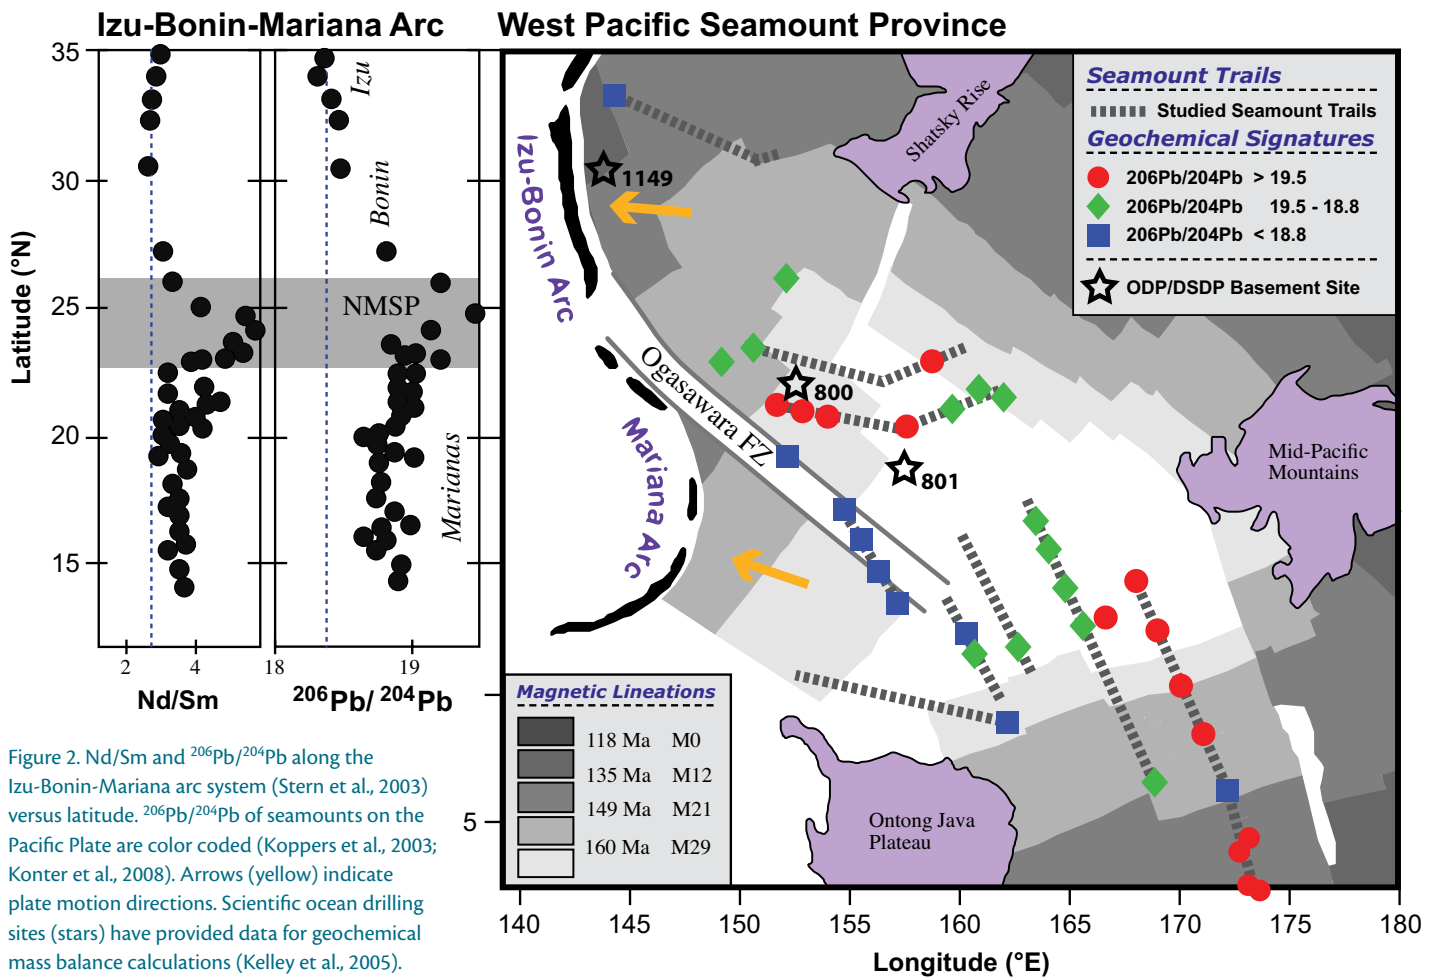 Izu-Bonin-Mariana Arc
West Pacific Seamount Province
Latitude (°N)
35
30
25
20
15
5
NMSP
Izu
Bonin
Marianas
2
4
18
19
Nd/Sm
206Pb/ 204Pb
Izu-Bonin Arc
Mariana Arc
Ogasawara FZ
1149
800
801
Shatsky Rise
Mid-Pacific
Mountains
Ontong Java
Plateau
Seamount Trails
Studied Seamount Trails
Geochemical Signatures
206Pb/204Pb > 19.5
206Pb/204Pb 19.5 - 18.8
206Pb/204Pb < 18.8
ODP/DSDP Basement Site
Magnetic Lineations
118 Ma M0
135 Ma M12
149 Ma M21
160 Ma M29
140
145
150
155
160
165
170
175
180
Longitude (°E)
Figure 2. Nd/Sm and 206Pb/204Pb along the
Izu-Bonin-Mariana arc system (Stern et al., 2003)
versus latitude. 206Pb/204Pb of seamounts on the
Pacific Plate are color coded (Koppers et al., 2003;
Konter et al., 2008). Arrows (yellow) indicate
plate motion directions. Scientific ocean drilling
sites (stars) have provided data for geochemical
mass balance calculations (Kelley et al., 2005).